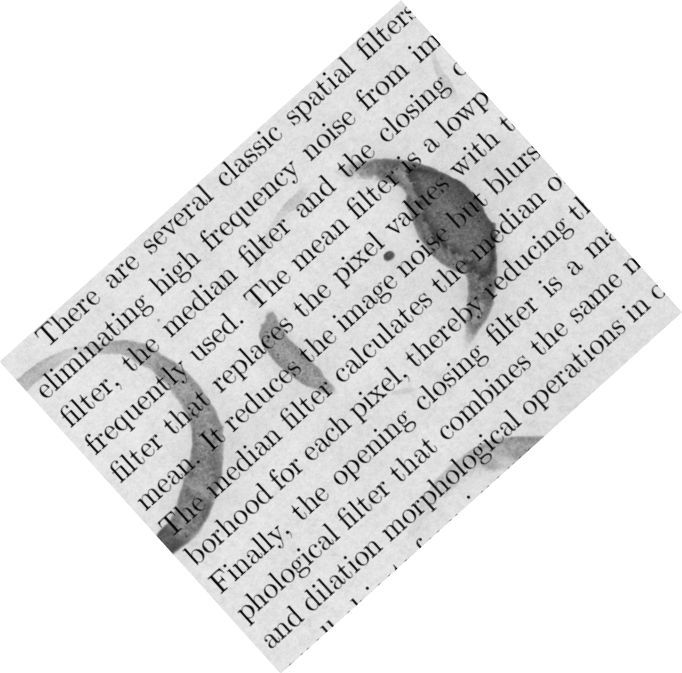 There are several classic spatial filters
eliminating high frequency noise from im
filter, the median filter and the closing
frequently used. The mean filter is a lowp
filter that replaces the pixel values with t
mean. It reduces the image noise but blurs
The median filter calculates the median o
borhood for each pixel, thereby reducing th
Finally, the opening closing filter is a ma
phological filter that combines the same n
and dilation morphological operations in o